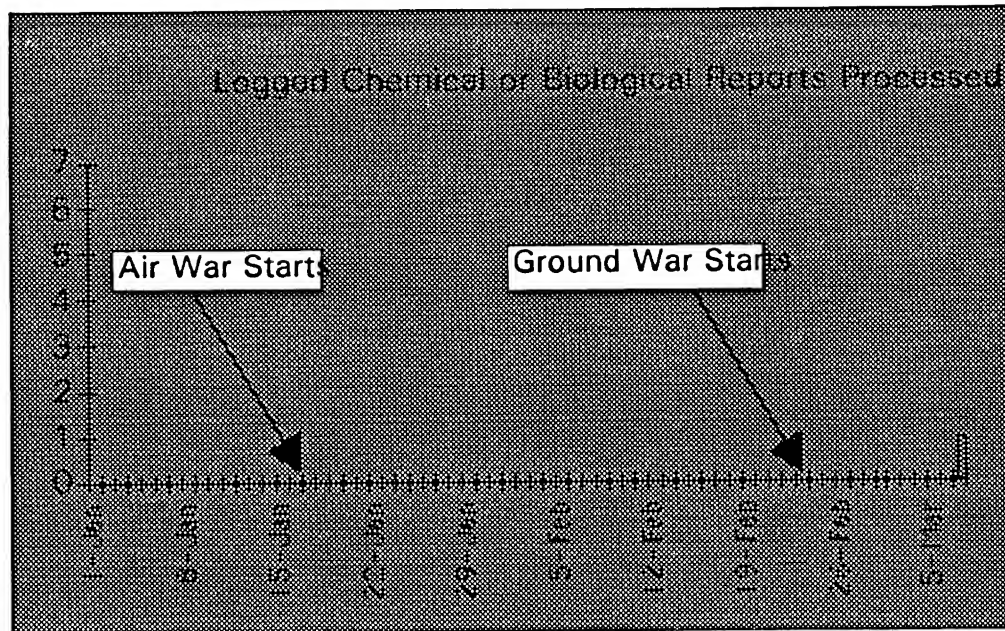 Logged Chemical or Biological Reports Processed
7
6
5
Air War Starts
Ground War Starts
4
3
2
1
0
1-Jan
8-Jan
15-Jan
22-Jan
29-Jan
5-Feb
12-Feb
19-Feb
26-Feb
5-Mar